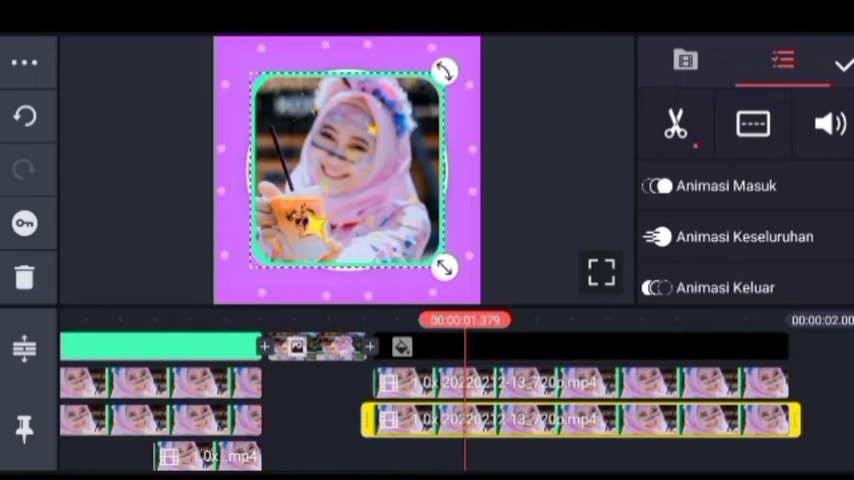 Animasi Masuk
Animasi Keseluruhan
Animasi Keluar
00:00:01.379
00:00:02.00
1.0x 20220212-13_720p.mp4
1.0x 20220212-13_720p.mp4
1.0x...mp4